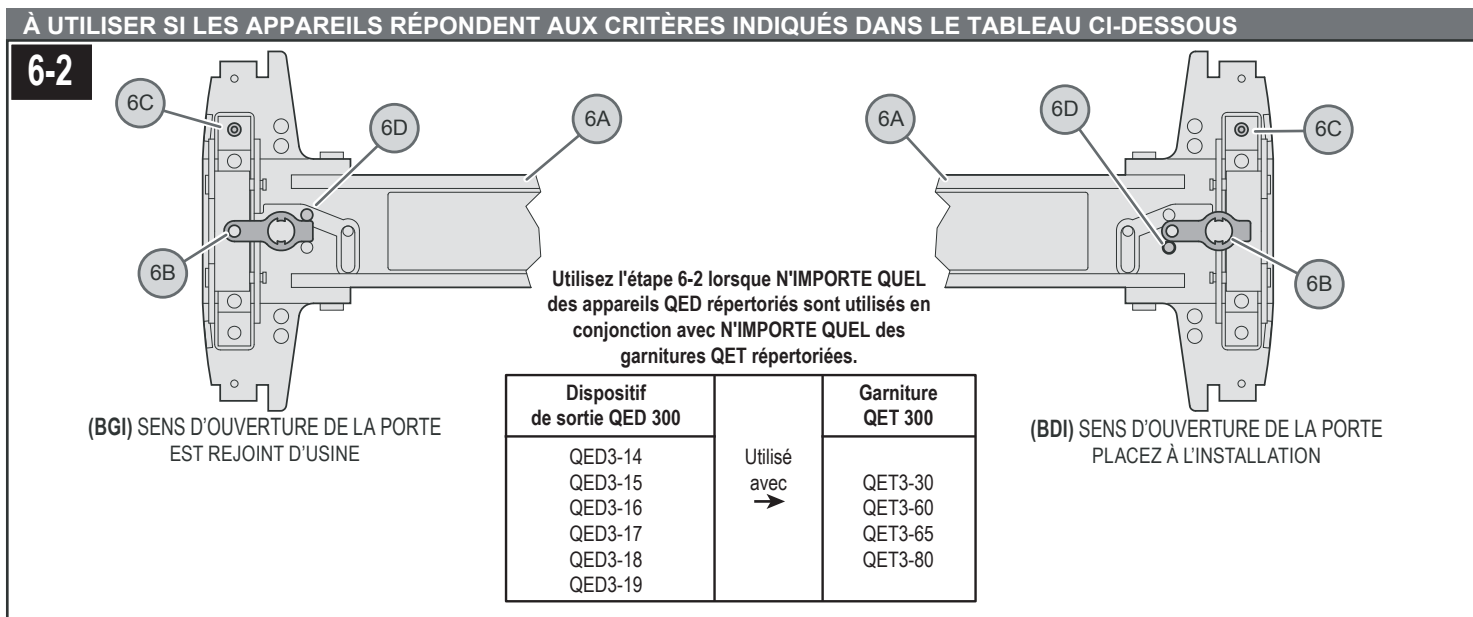 À UTILISER SI LES APPAREILS RÉPONDENT AUX CRITÈRES INDIQUÉS DANS LE TABLEAU CI-DESSOUS
6-2
6C
6D
6A
6B
6A
6D
6C
6B
(BGI) SENS D'OUVERTURE DE LA PORTE
EST REJOINT D'USINE
Utilisez l'étape 6-2 lorsque N'IMPORTE QUEL
des appareils QED répertoriés sont utilisés en
conjonction avec N'IMPORTE QUEL des
garnitures QET répertoriées.
(BDI) SENS D'OUVERTURE DE LA PORTE
PLACEZ À L'INSTALLATION
Dispositif
de sortie QED 300
Garniture
QET 300
QED3-14
QED3-15
QED3-16
QED3-17
QED3-18
QED3-19
Utilisé
avec
QET3-30
QET3-60
QET3-65
QET3-80